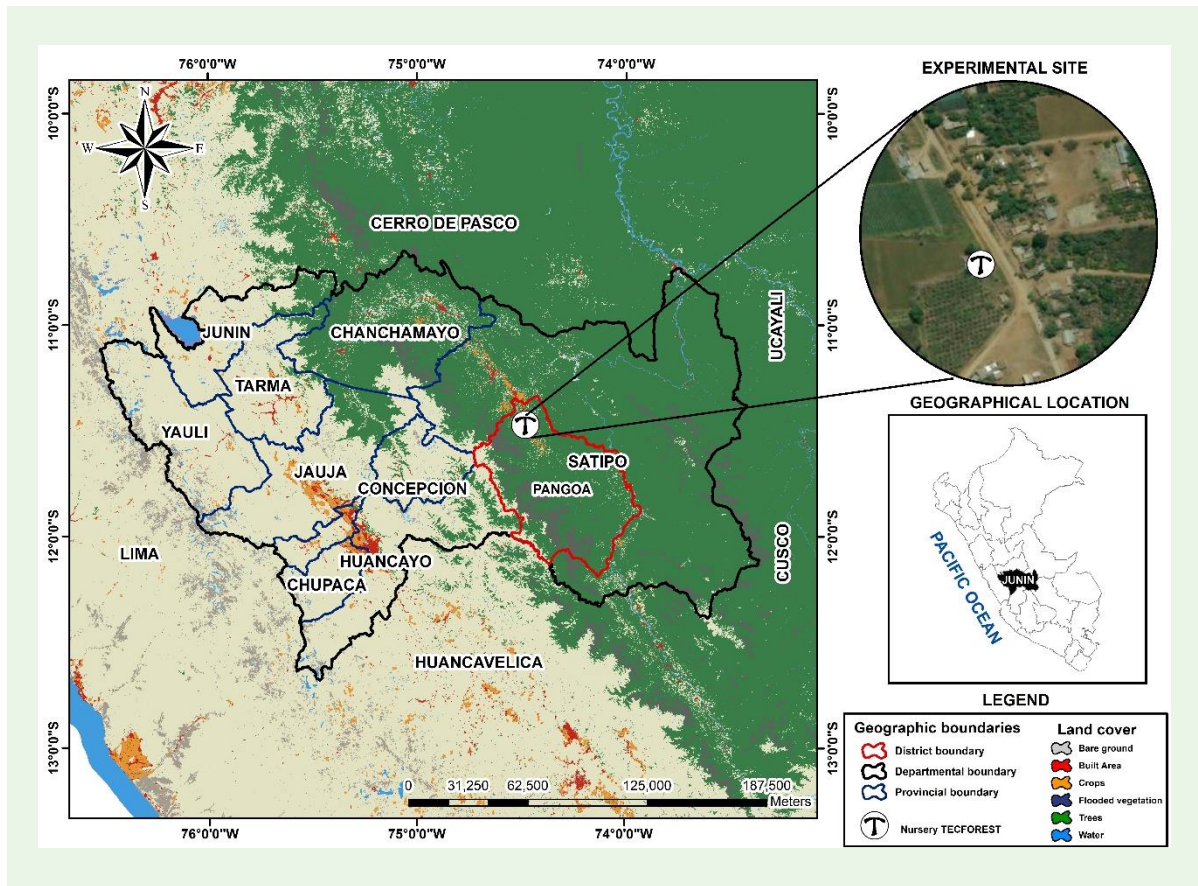 76°0'0"W 75°0'0"W 74°0'0"W
EXPERIMENTAL SITE
10°0'0"S
10°0'0"S
N
W E
S
CERRO DE PASCO
UCAYALI
11°0'0"S
JUNIN
CHANCHAMAYO
11°0'0"S
TARMA
GEOGRAPHICAL LOCATION
YAULI
JAUJA
SATIPO
CONCEPCION
PANGOA
12°0'0"S
LIMA
HUANCAYO
CHUPACA
CUSCO
12°0'0"S
PACIFIC OCEAN
JUNIN
HUANCAVELICA
13°0'0"S
13°0'0"S
0 31,250 62,500 125,000 187,500
Meters
76°0'0"W 75°0'0"W 74°0'0"W
LEGEND
Geographic boundaries
District boundary
Departmental boundary
Provincial boundary
Nursery TECFOREST
Land cover
Bare ground
Built Area
Crops
Flooded vegetation
Trees
Water